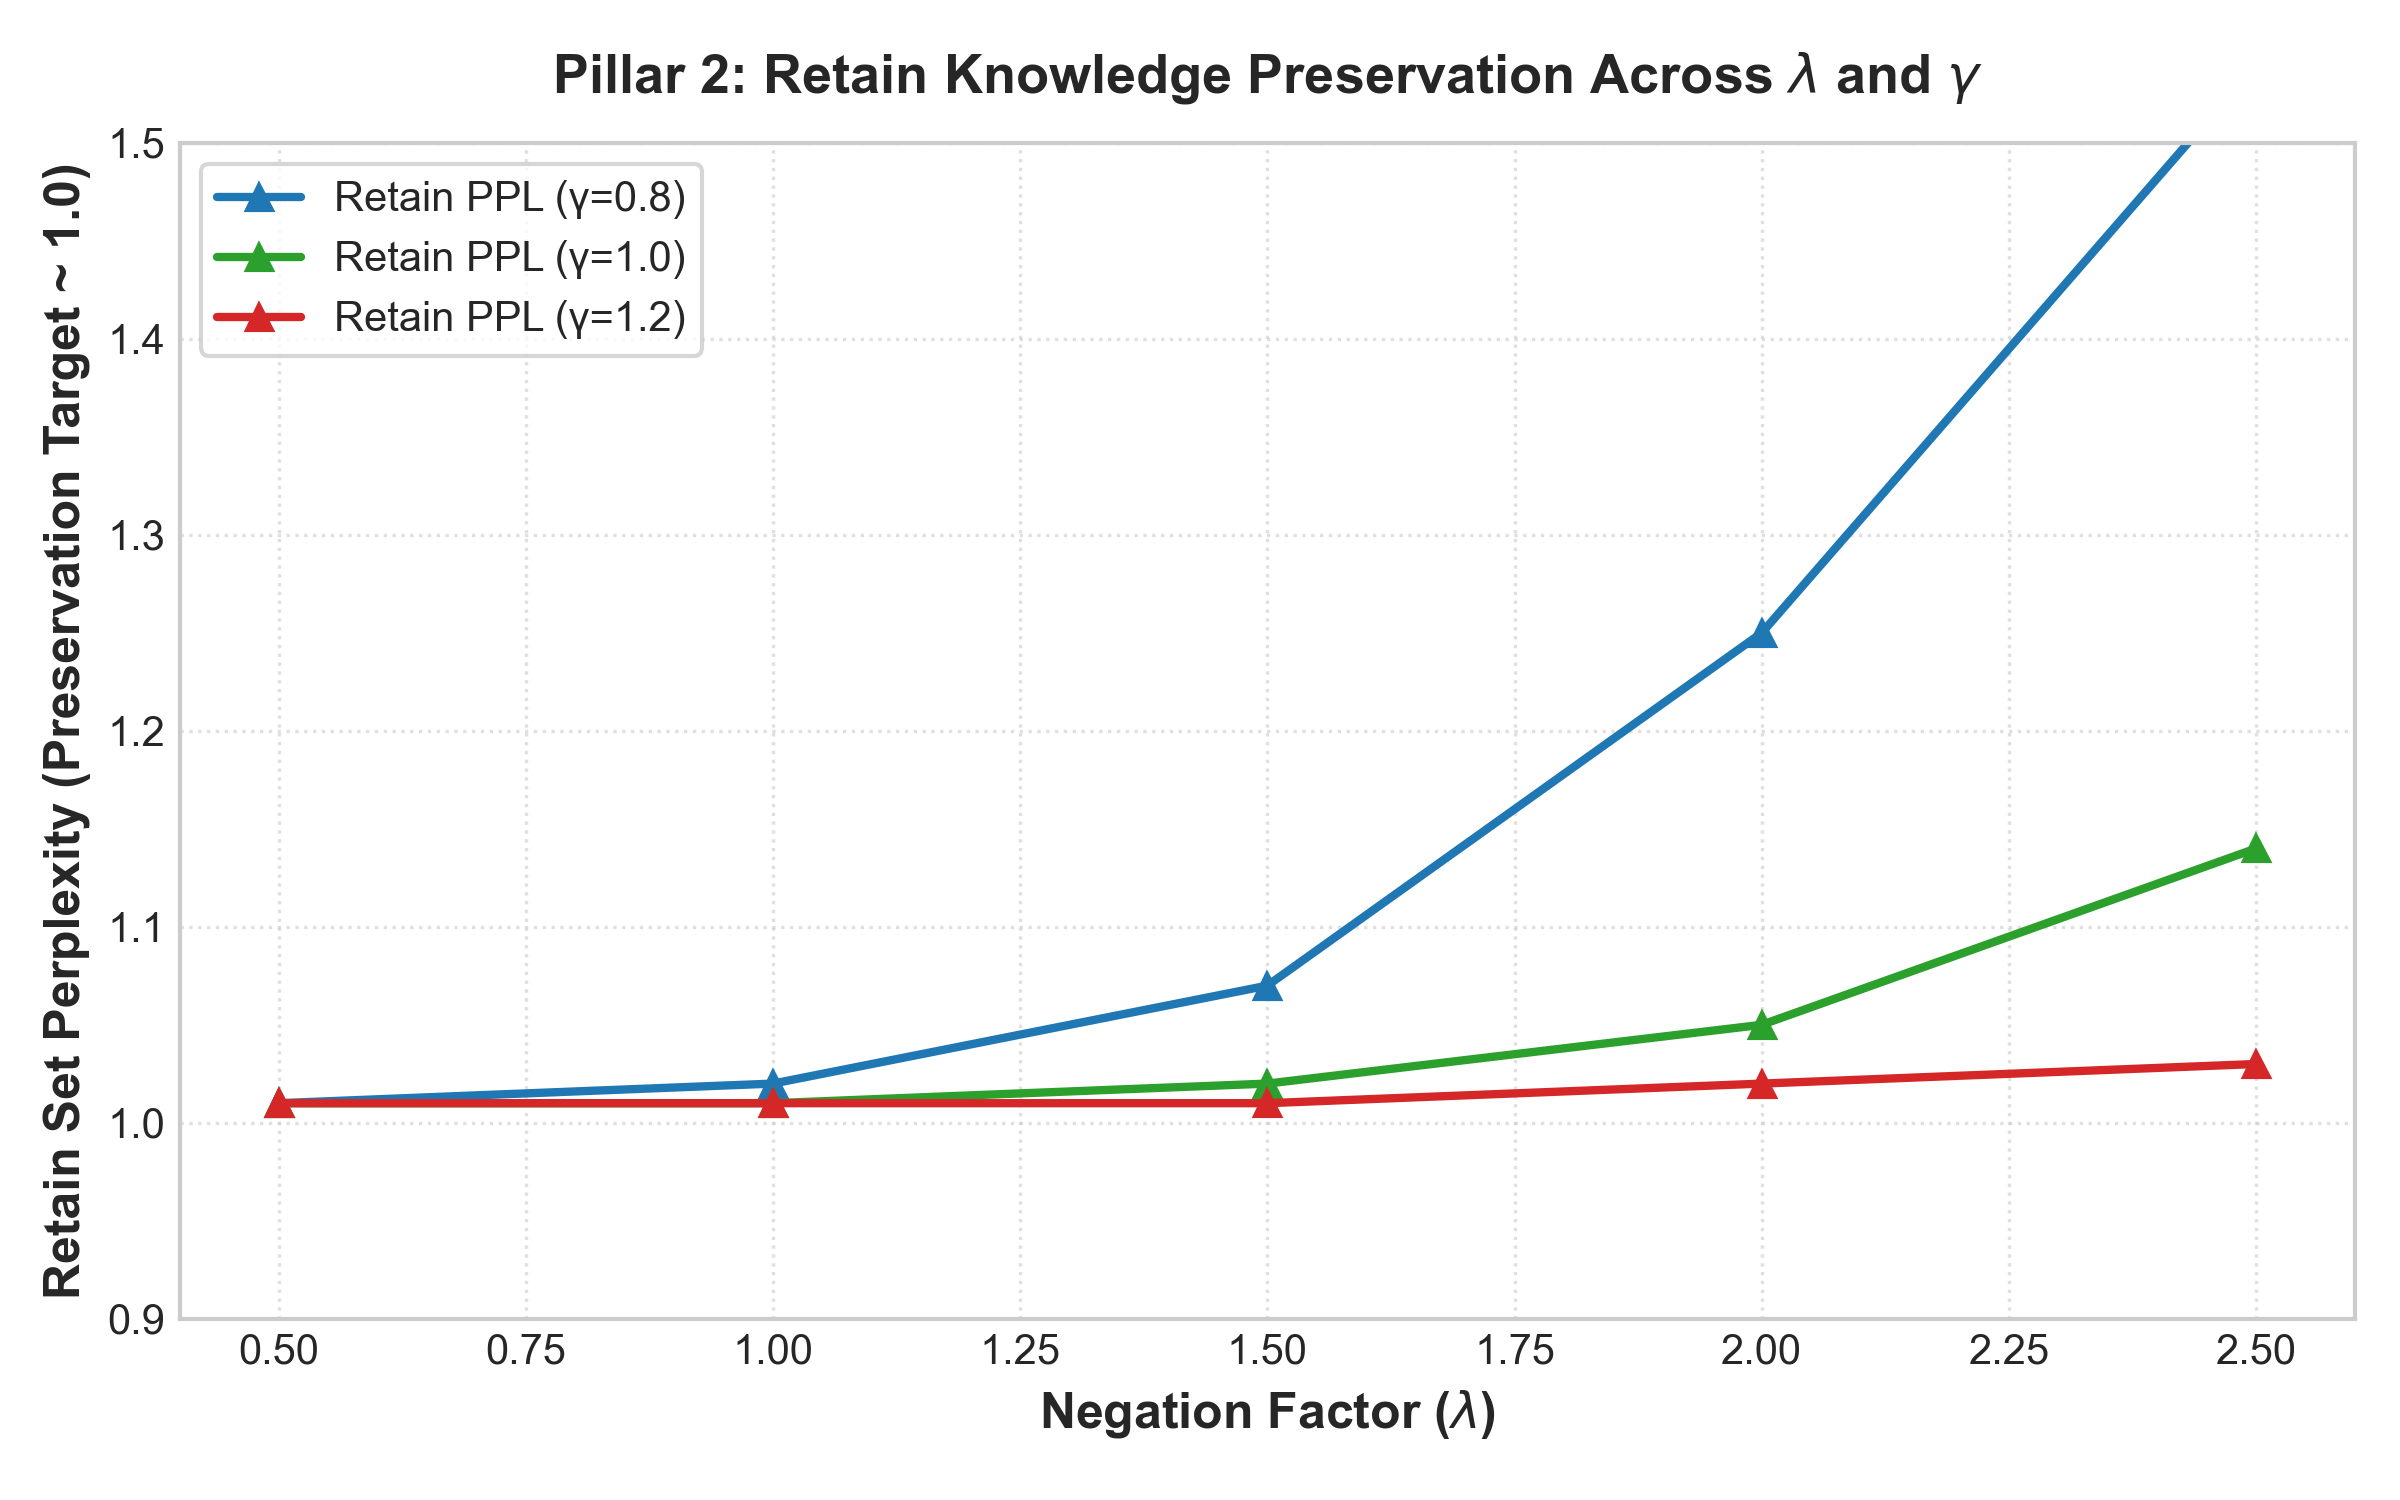 Pillar 2: Retain Knowledge Preservation Across λ and γ
Retain Set Perplexity (Preservation Target ~ 1.0)
1.5
1.4
1.3
1.2
1.1
1.0
0.9
Retain PPL (γ=0.8)
Retain PPL (γ=1.0)
Retain PPL (γ=1.2)
0.50 0.75 1.00 1.25 1.50 1.75 2.00 2.25 2.50
Negation Factor (λ)